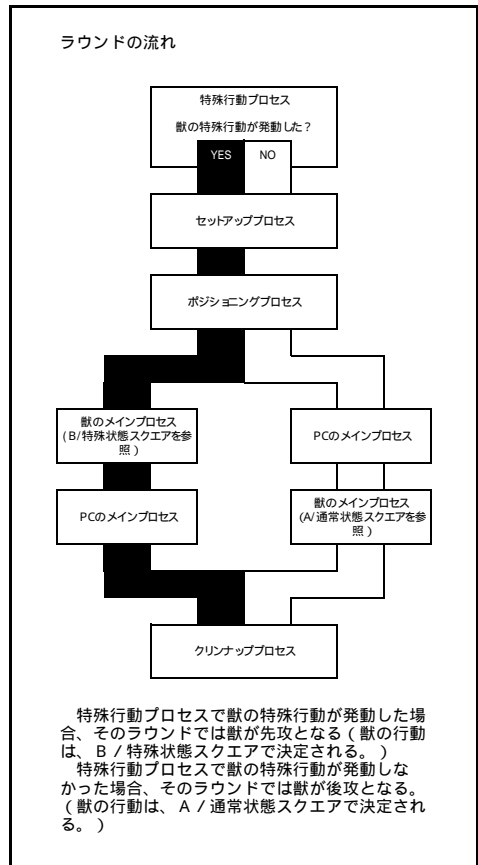 ラウンドの流れ
特殊行動プロセス
獣の特殊行動が発動した？
YES
NO
セットアッププロセス
ポジショニングプロセス
獣のメインプロセス
（B/特殊状態スクエアを参
照）
PCのメインプロセス
PCのメインプロセス
獣のメインプロセス
（A/通常状態スクエアを参
照）
クリンナッププロセス
　特殊行動プロセスで獣の特殊行動が発動した場
合、そのラウンドでは獣が先攻となる（獣の行動
は、Ｂ／特殊状態スクエアで決定される。）
　特殊行動プロセスで獣の特殊行動が発動しな
かった場合、そのラウンドでは獣が後攻となる。
（獣の行動は、Ａ／通常状態スクエアで決定され
る。）